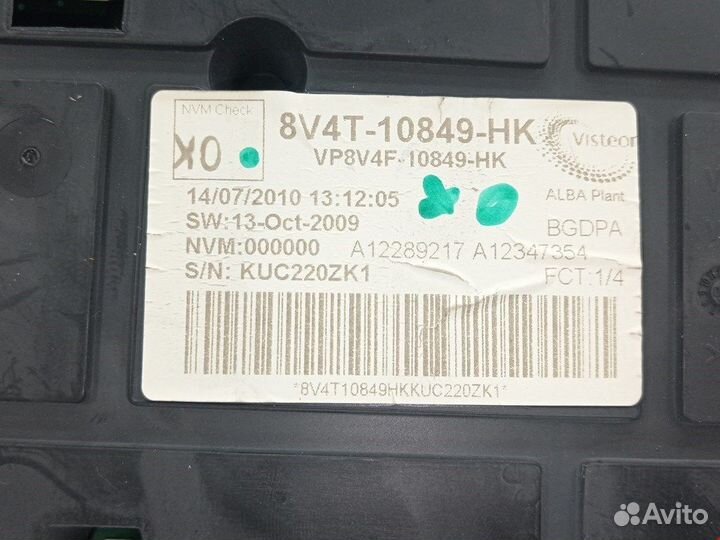 NVM Check
OK
8V4T-10849-HK
VP8V4F-10849-HK
Visteon
ALBA Plant
14/07/2010 13:12:05
SW:13-Oct-2009
BGDPA
NVM:000000 A12289217 A12347354
S/N: KUC220ZK1
FCT:1/4
*8V4T10849HKKUC220ZK1*
Avito